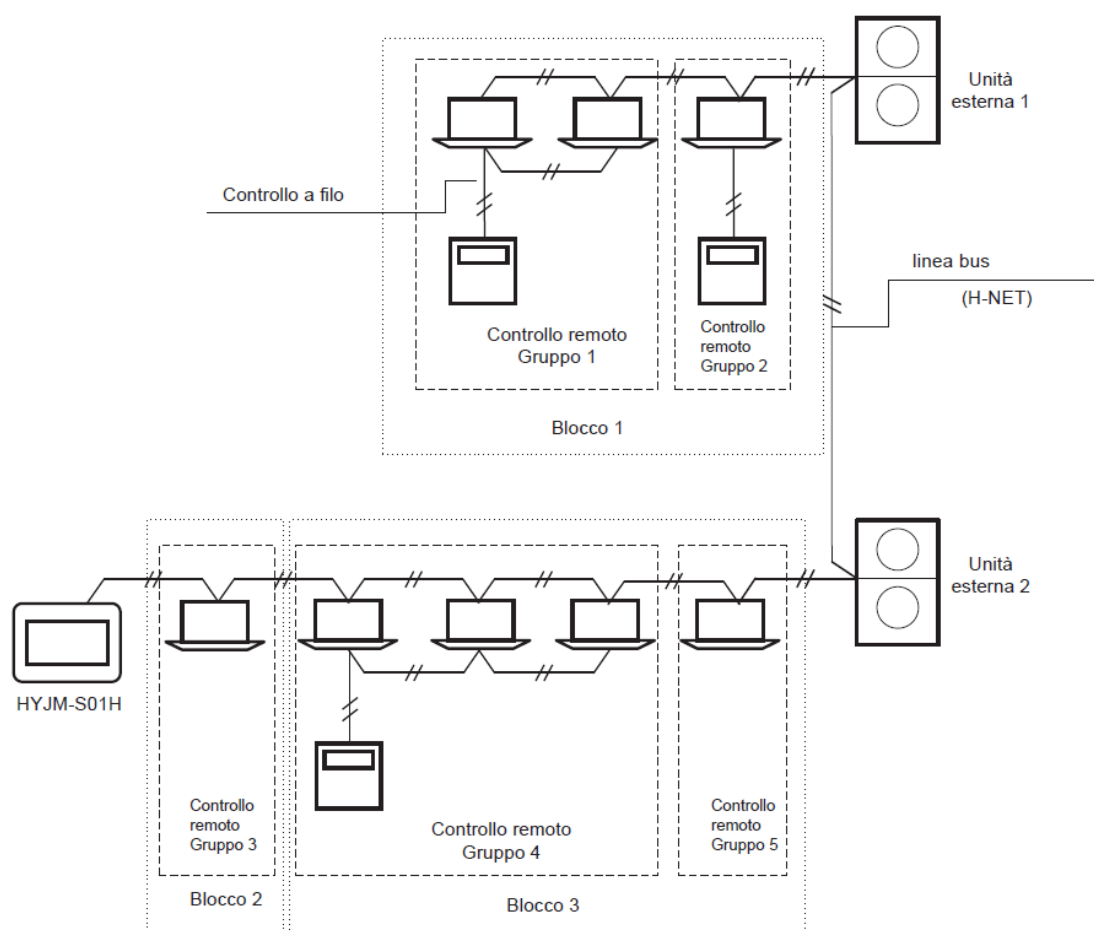 Unità
esterna 1
Controllo a filo
linea bus
(H-NET)
Controllo remoto
Gruppo 1
Controllo
remoto
Gruppo 2
Blocco 1
Unità
esterna 2
HYJM-S01H
Controllo
remoto
Gruppo 3
Controllo remoto
Gruppo 4
Controllo
remoto
Gruppo 5
Blocco 2
Blocco 3